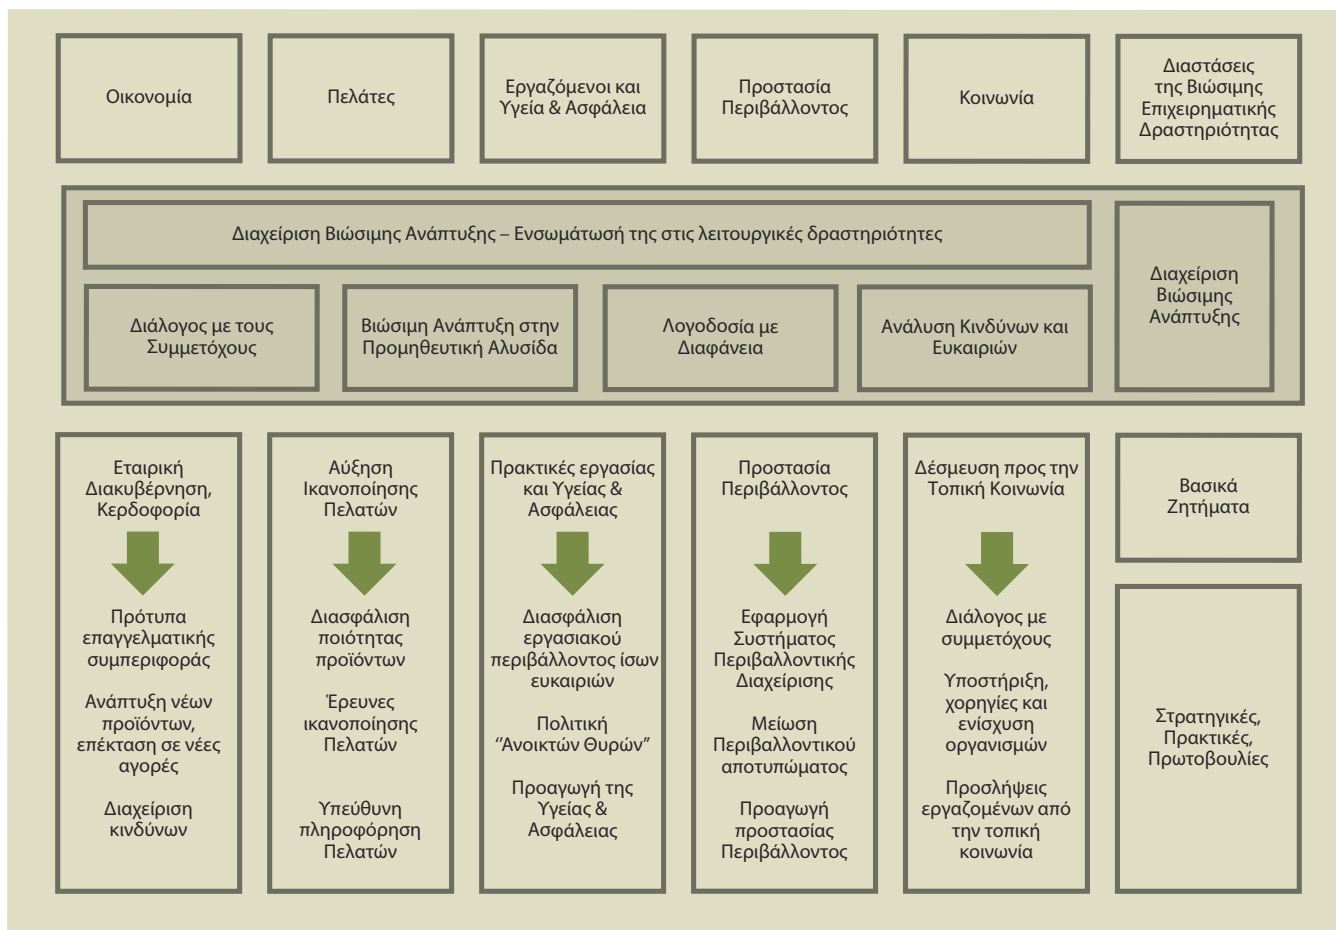 Οικονομία
Πελάτες
Εργαζόμενοι και
Υγεία & Ασφάλεια
Προστασία
Περιβάλλοντος
Κοινωνία
Διαστάσεις
της Βιώσιμης
Επιχειρηματικής
Δραστηριότητας
Διαχείριση Βιώσιμης Ανάπτυξης – Ενσωμάτωσή της στις λειτουργικές δραστηριότητες
Διάλογος με τους
Συμμετόχους
Βιώσιμη Ανάπτυξη στην
Προμηθευτική Αλυσίδα
Λογοδοσία με
Διαφάνεια
Ανάλυση Κινδύνων και
Ευκαιριών
Διαχείριση
Βιώσιμης
Ανάπτυξης
Εταιρική
Διακυβέρνηση,
Κερδοφορία
Πρότυπα
επαγγελματικής
συμπεριφοράς
Ανάπτυξη νέων
προϊόντων,
επέκταση σε νέες
αγορές
Διαχείριση
κινδύνων
Αύξηση
Ικανοποίησης
Πελατών
Διασφάλιση
ποιότητας
προϊόντων
Έρευνες
ικανοποίησης
Πελατών
Υπεύθυνη
πληροφόρηση
Πελατών
Πρακτικές εργασίας
και Υγείας &
Ασφάλειας
Διασφάλιση
εργασιακού
περιβάλλοντος ίσων
ευκαιριών
Πολιτική
‘‘Ανοικτών Θυρών’’
Προαγωγή της
Υγείας &
Ασφάλειας
Προστασία
Περιβάλλοντος
Εφαρμογή
Συστήματος
Περιβαλλοντικής
Διαχείρισης
Μείωση
Περιβαλλοντικού
αποτυπώματος
Προαγωγή
προστασίας
Περιβάλλοντος
Δέσμευση προς την
Τοπική Κοινωνία
Διάλογος με
συμμετόχους
Υποστήριξη,
χορηγίες και
ενίσχυση
οργανισμών
Προσλήψεις
εργαζομένων από
την τοπική
κοινωνία
Βασικά
Ζητήματα
Στρατηγικές,
Πρακτικές,
Πρωτοβουλίες